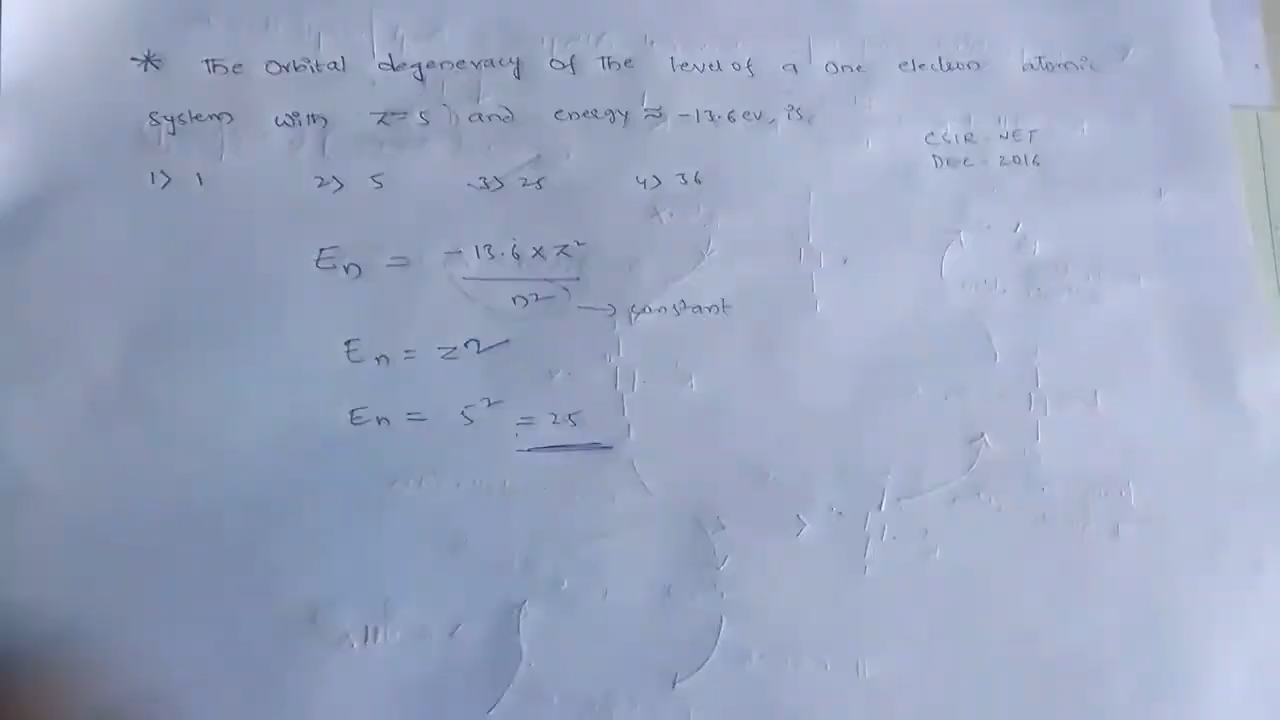 * The orbital degeneracy of the level of a one electron atomic
system with z=5 and energy ≈ -13.6 ev, is
CSIR-NET
DEC-2016
1) 1 2) 5 3) 25 4) 36
En = -13.6 x z²
n² → constant
En = z²
En = 5² = 25